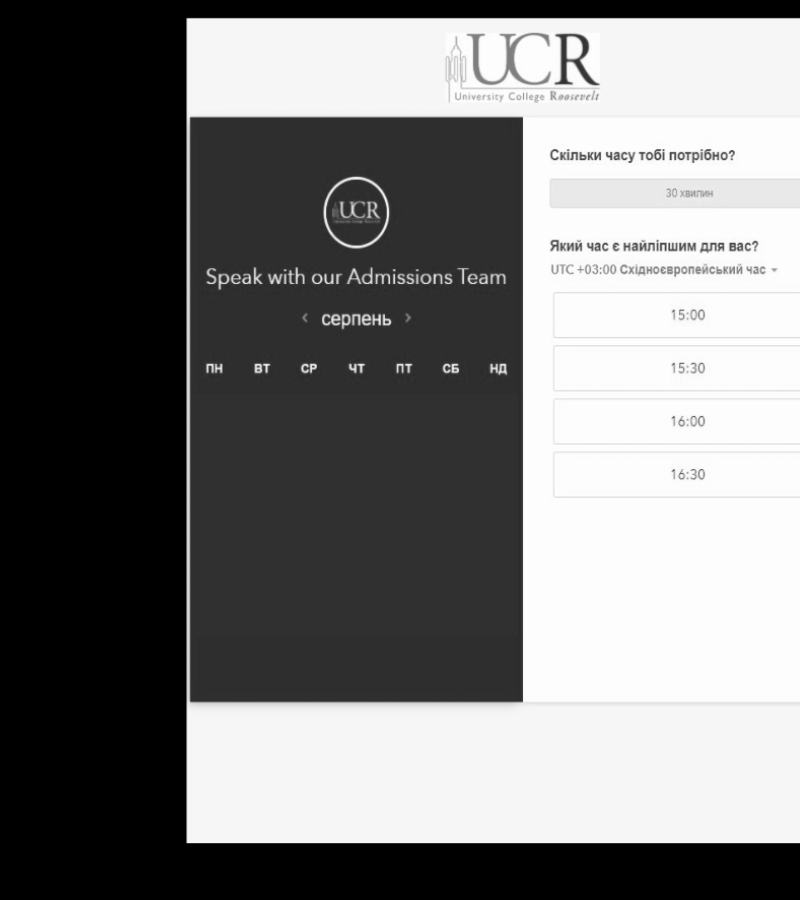 UCR
University College Roosevelt
UCR
Speak with our Admissions Team
серпень
ПН ВТ СР ЧТ ПТ СБ НД
Скільки часу тобі потрібно?
30 хвилин
Який час є найліпшим для вас?
UTC +03:00 Східноєвропейський час
15:00
15:30
16:00
16:30